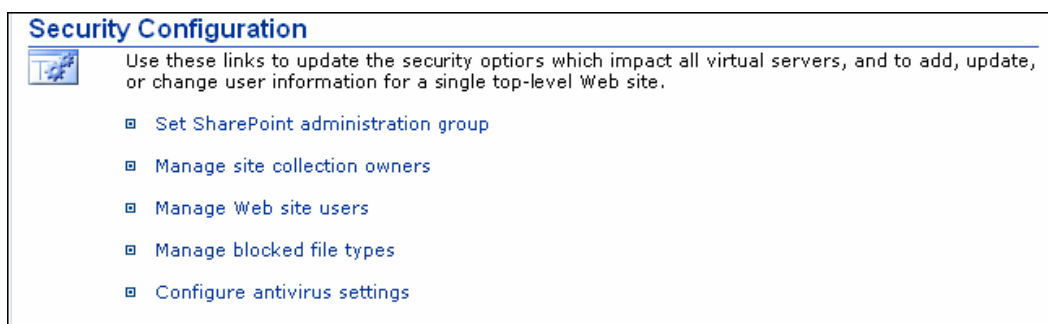 Security Configuration
Use these links to update the security options which impact all virtual servers, and to add, update,
or change user information for a single top-level Web site.
Set SharePoint administration group
Manage site collection owners
Manage Web site users
Manage blocked file types
Configure antivirus settings